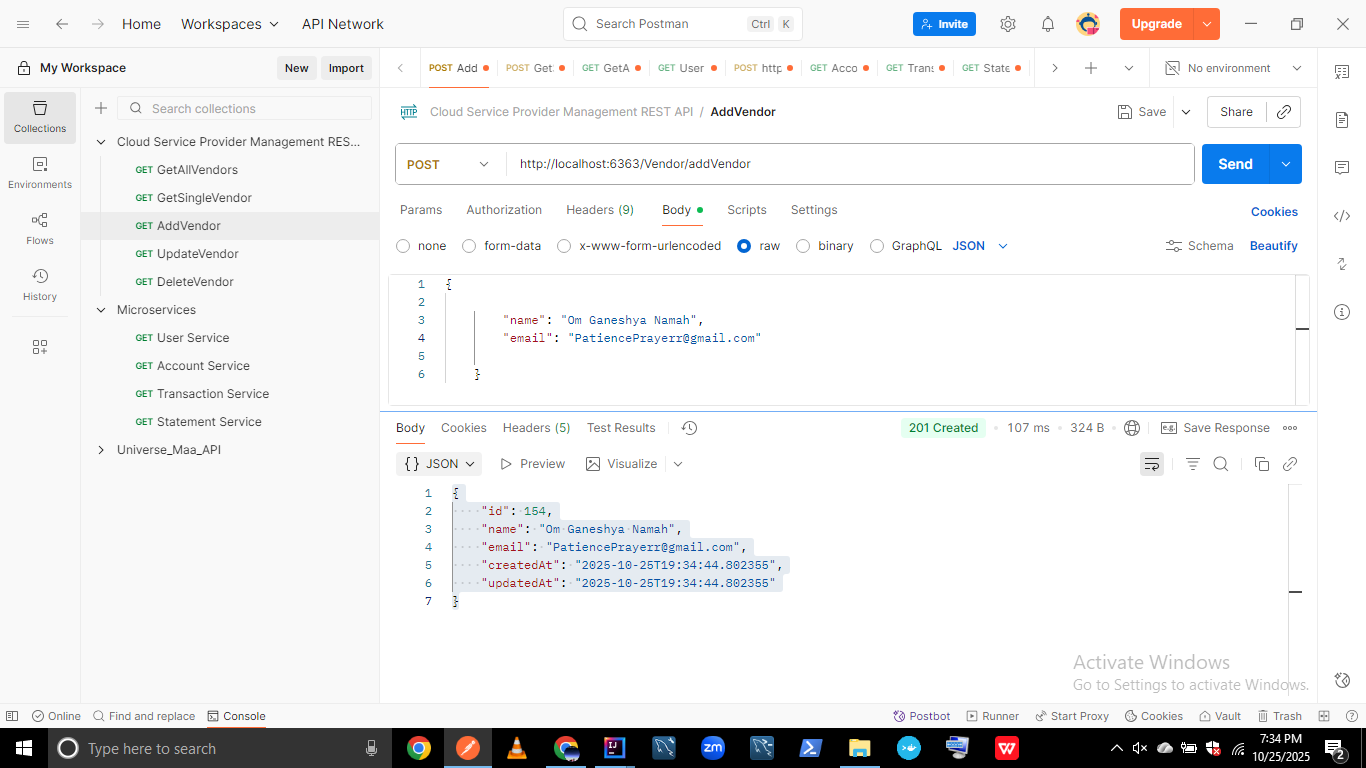 Home Workspaces API Network Search Postman Ctrl K Invite Upgrade
My Workspace New Import POST Add POST Get GET GetA GET User POST http GET Acco GET Trans GET State No environment
Collections
Environments
Flows
History
Search collections
Cloud Service Provider Management RES...
GET GetAllVendors
GET GetSingleVendor
GET AddVendor
GET UpdateVendor
GET DeleteVendor
Microservices
GET User Service
GET Account Service
GET Transaction Service
GET Statement Service
Universe_Maa_API
HTTP Cloud Service Provider Management REST API / AddVendor Save Share
POST http://localhost:6363/Vendor/addVendor Send
Params Authorization Headers (9) Body Scripts Settings Cookies
none form-data x-www-form-urlencoded raw binary GraphQL JSON Schema Beautify
1 {
2
3 "name": "Om Ganeshya Namah",
4 "email": "PatiencePrayerr@gmail.com"
5
6 }
Body Cookies Headers (5) Test Results 201 Created 107 ms 324 B e.g. Save Response
{} JSON Preview Visualize
1 {
2 "id": 154,
3 "name": "Om Ganeshya Namah",
4 "email": "PatiencePrayerr@gmail.com",
5 "createdAt": "2025-10-25T19:34:44.802355",
6 "updatedAt": "2025-10-25T19:34:44.802355"
7 }
Activate Windows
Go to Settings to activate Windows.
Online Find and replace Console Postbot Runner Start Proxy Cookies Vault Trash
Type here to search zm 7:34 PM
10/25/2025 2